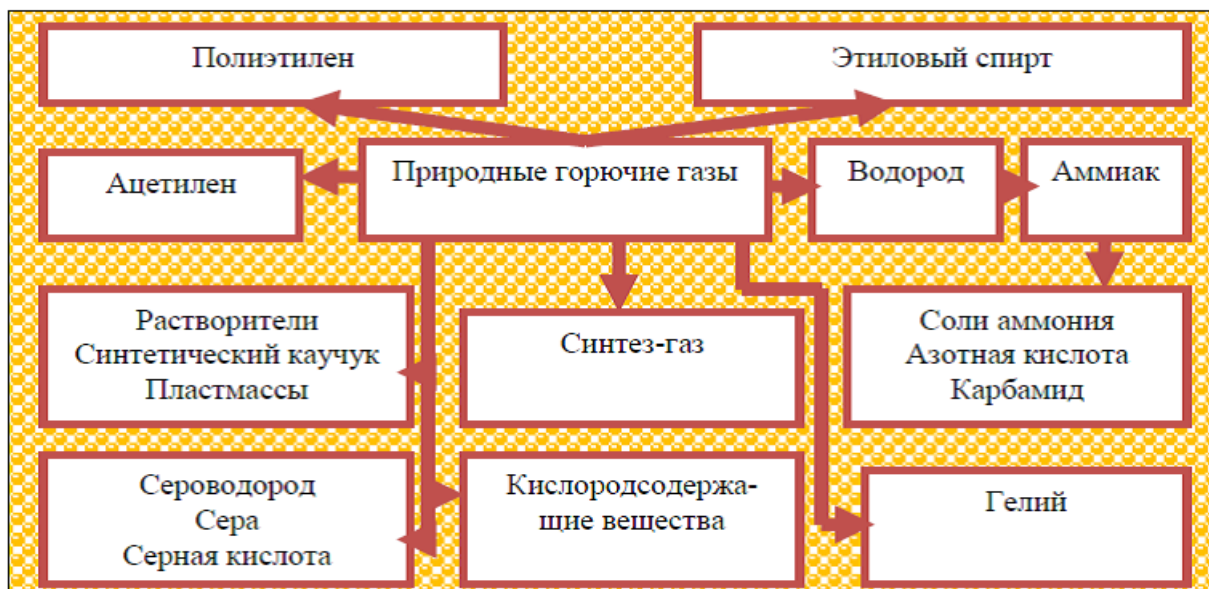 Полиэтилен
Этиловый спирт
Ацетилен
Природные горючие газы
Водород
Аммиак
Растворители
Синтетический каучук
Пластмассы
Синтез-газ
Соли аммония
Азотная кислота
Карбамид
Сероводород
Сера
Серная кислота
Кислородсодержа-
щие вещества
Гелий